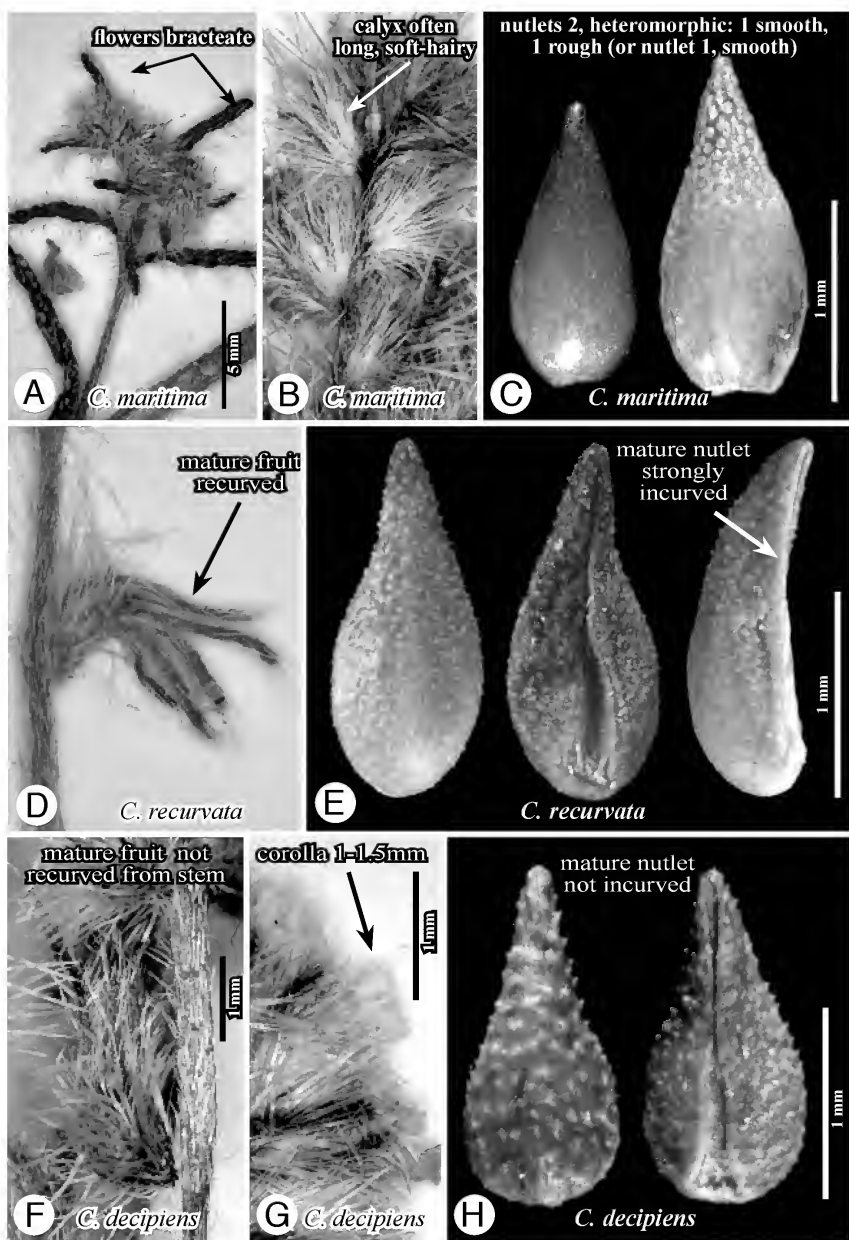 flowers bracteate
5 mm
A
C. maritima
calyx often
long, soft-hairy
B
C. maritima
nutlets 2, heteromorphic: 1 smooth,
1 rough (or nutlet 1, smooth)
1 mm
C
C. maritima
mature fruit
recurved
D
C. recurvata
mature nutlet
strongly
incurved
1 mm
E
C. recurvata
mature fruit not
recurved from stem
1mm
F
C. decipiens
corolla 1-1.5mm
1mm
G
C. decipiens
mature nutlet
not incurved
1 mm
H
C. decipiens